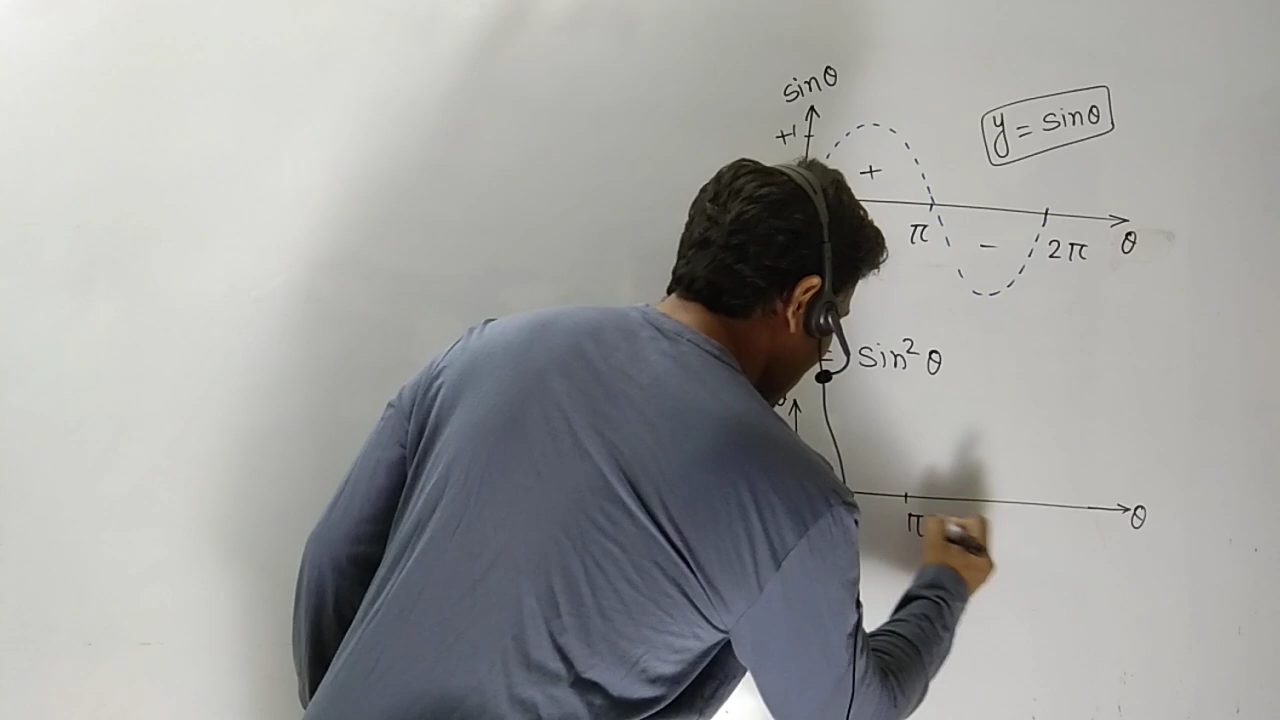 sinθ
y = sinθ
+1
+
π
−
2π
θ
= sin²θ
π
θ